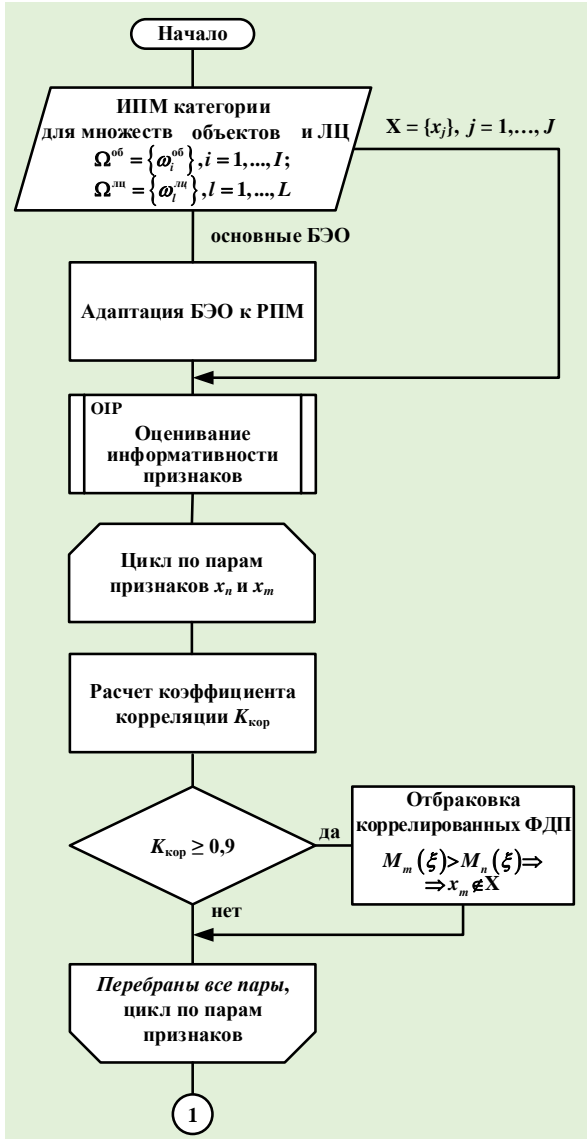 Начало
ИПМ категории
для множеств объектов и ЛЦ
Ω^об = {ω_i^об}, i = 1,..., I;
Ω^лц = {ω_l^лц}, l = 1,..., L
X = {x_j}, j = 1,..., J
основные БЭО
Адаптация БЭО к РПМ
OIP
Оценивание
информативности
признаков
Цикл по парам
признаков x_n и x_m
Расчет коэффициента
корреляции K_кор
K_кор ≥ 0,9
да
Отбраковка
коррелированных ФДП
M_m(ξ)>M_n(ξ)⇒
⇒x_m∉X
нет
Перебраны все пары,
цикл по парам
признаков
1